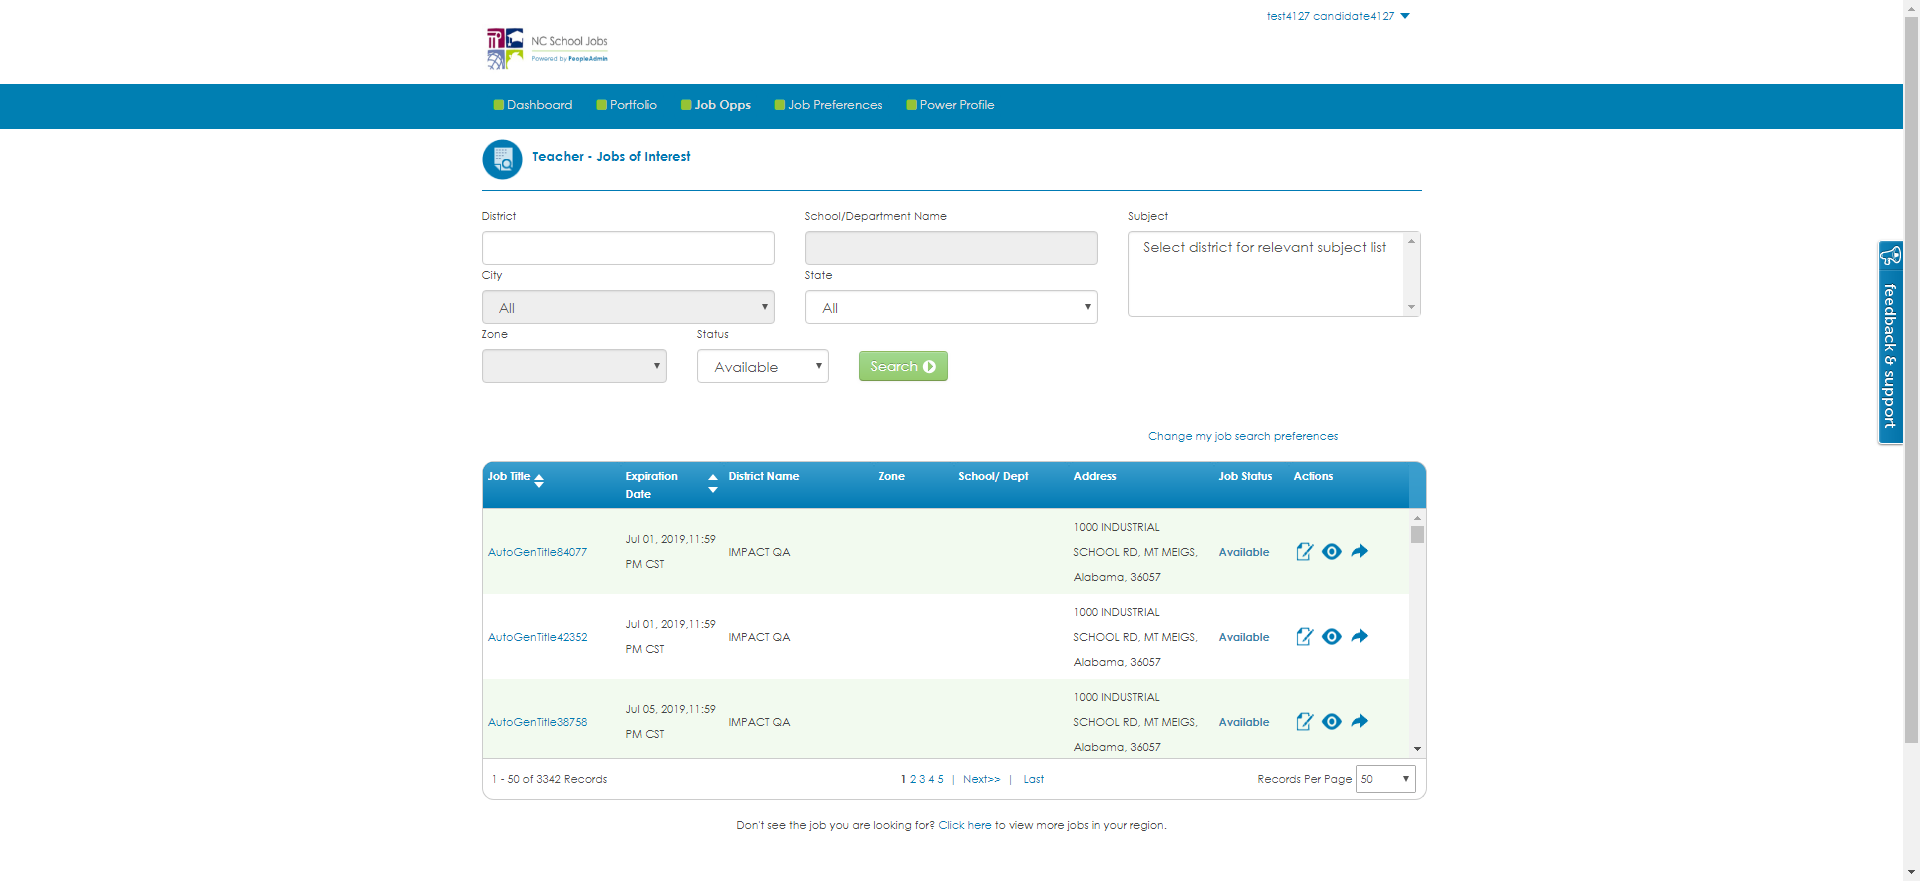 test4127 candidate4127
NC School Jobs
Powered by PeopleAdmin
Dashboard Portfolio Job Opps Job Preferences Power Profile
Teacher - Jobs of Interest
District School/Department Name Subject
Select district for relevant subject list
City State
All All
Zone Status
Available Search
feedback & support
Change my job search preferences
Job Title Expiration Date District Name Zone School/ Dept Address Job Status Actions
AutoGenTitle84077 Jul 01, 2019,11:59 PM CST IMPACT QA 1000 INDUSTRIAL SCHOOL RD, MT MEIGS, Alabama, 36057 Available
AutoGenTitle42352 Jul 01, 2019,11:59 PM CST IMPACT QA 1000 INDUSTRIAL SCHOOL RD, MT MEIGS, Alabama, 36057 Available
AutoGenTitle38758 Jul 05, 2019,11:59 PM CST IMPACT QA 1000 INDUSTRIAL SCHOOL RD, MT MEIGS, Alabama, 36057 Available
1 - 50 of 3342 Records 1 2 3 4 5 | Next>> | Last Records Per Page 50
Don't see the job you are looking for? Click here to view more jobs in your region.